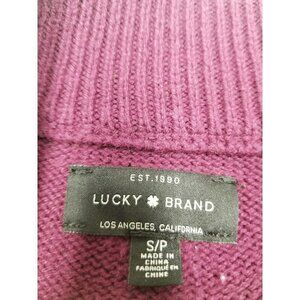 EST. 1990
LUCKY BRAND
LOS ANGELES, CALIFORNIA
S/P
MADE IN
CHINA
FABRIQUÉ EN
CHINE